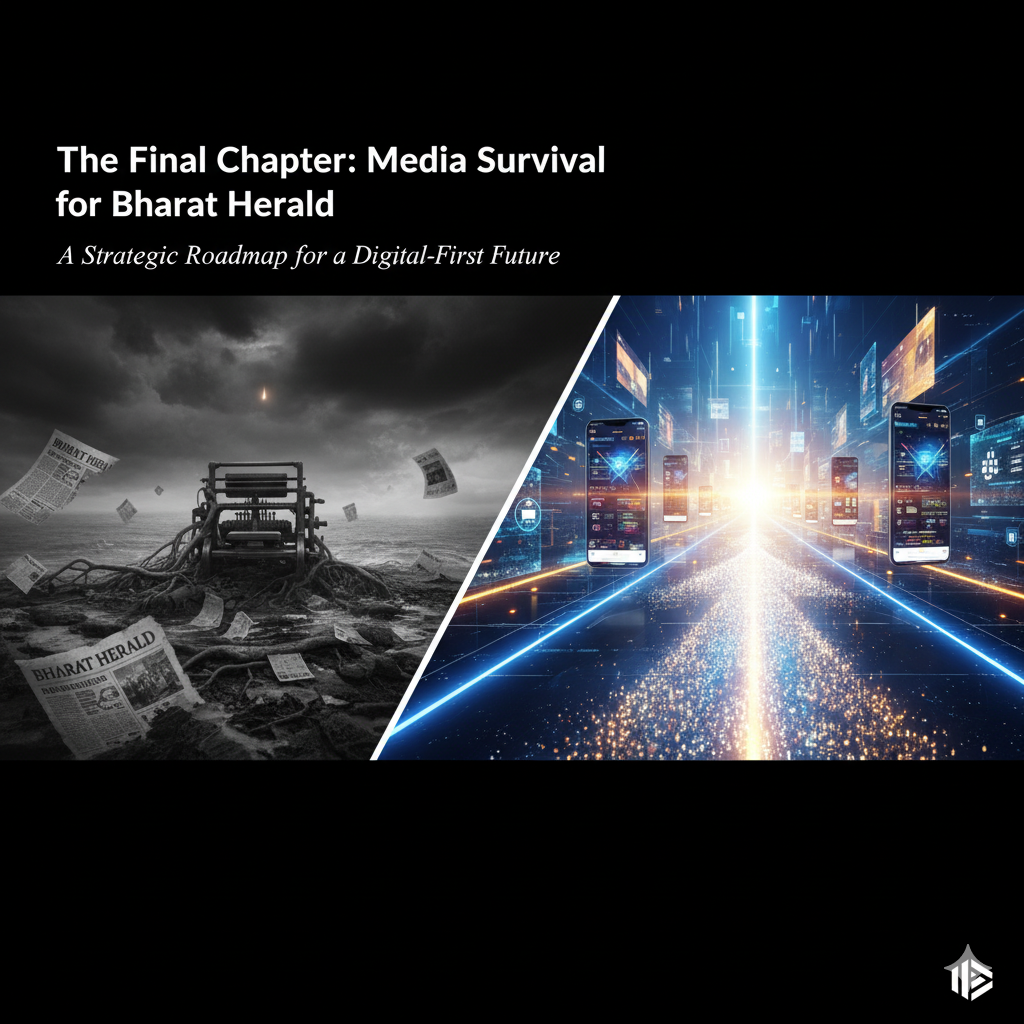 The Final Chapter: Media Survival
for Bharat Herald
A Strategic Roadmap for a Digital-First Future
BHARAT HERALD